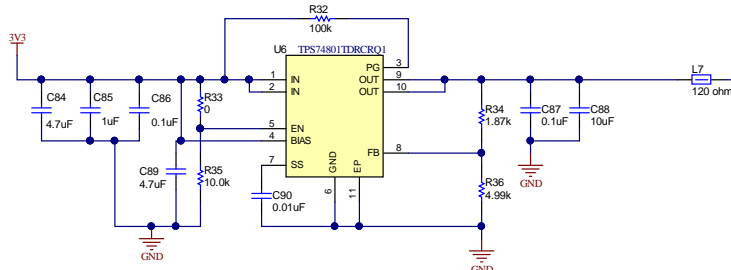 R32
100k
3V3
U6 TPS74801TDRCRQ1
PG 3
1 IN
2 IN
OUT 9
OUT 10
5 EN
4 BIAS
7 SS
FB 8
GND
EP
6
11
C84
4.7uF
C85
1uF
C86
0.1uF
R33
0
C89
4.7uF
R35
10.0k
C90
0.01uF
R34
1.87k
R36
4.99k
C87
0.1uF
C88
10uF
L7
120 ohm
GND
GND
GND